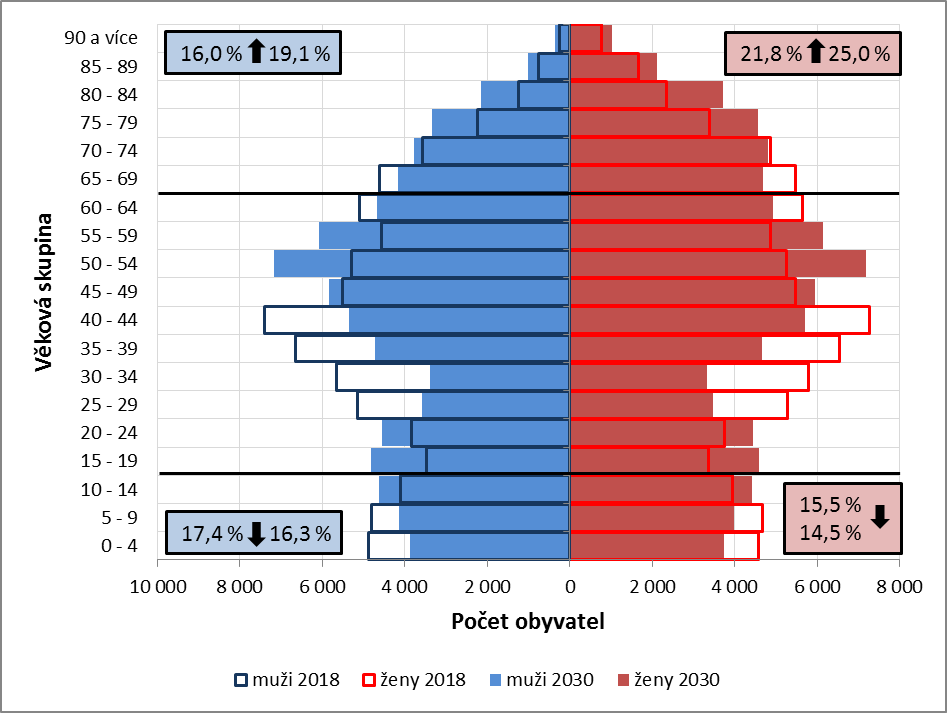 90 a více
85 - 89
80 - 84
75 - 79
70 - 74
65 - 69
60 - 64
55 - 59
50 - 54
45 - 49
40 - 44
35 - 39
30 - 34
25 - 29
20 - 24
15 - 19
10 - 14
5 - 9
0 - 4
Věková skupina
16,0 % 19,1 %
21,8 % 25,0 %
17,4 % 16,3 %
15,5 %
14,5 %
10 000 8 000 6 000 4 000 2 000 0 2 000 4 000 6 000 8 000
Počet obyvatel
muži 2018 ženy 2018 muži 2030 ženy 2030